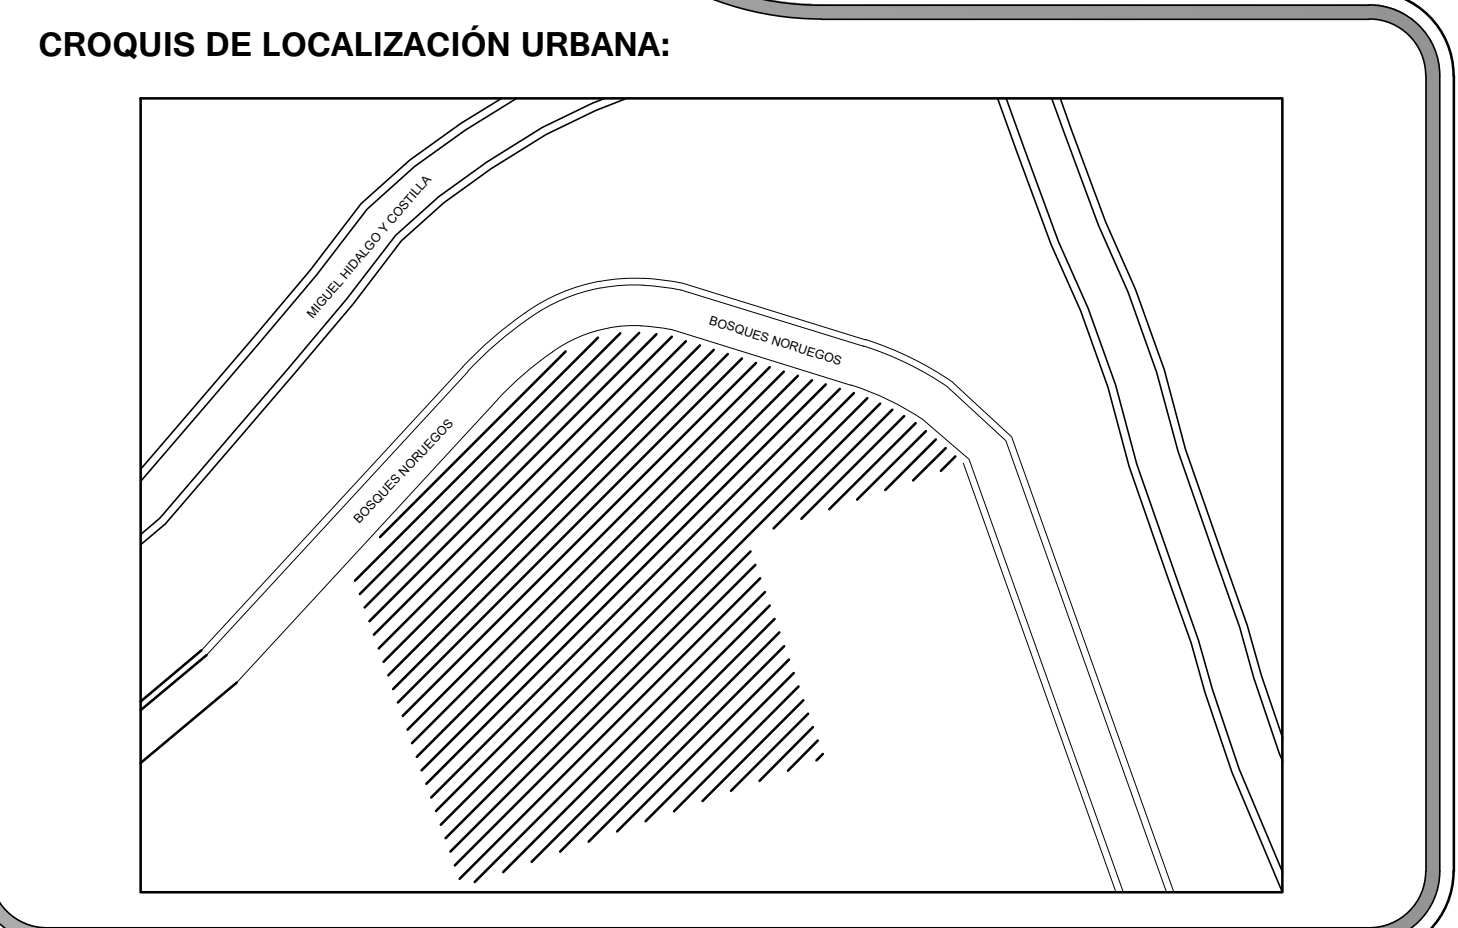 CROQUIS DE LOCALIZACIÓN URBANA:
MIGUEL HIDALGO Y COSTILLA
BOSQUES NORUEGOS
BOSQUES NORUEGOS